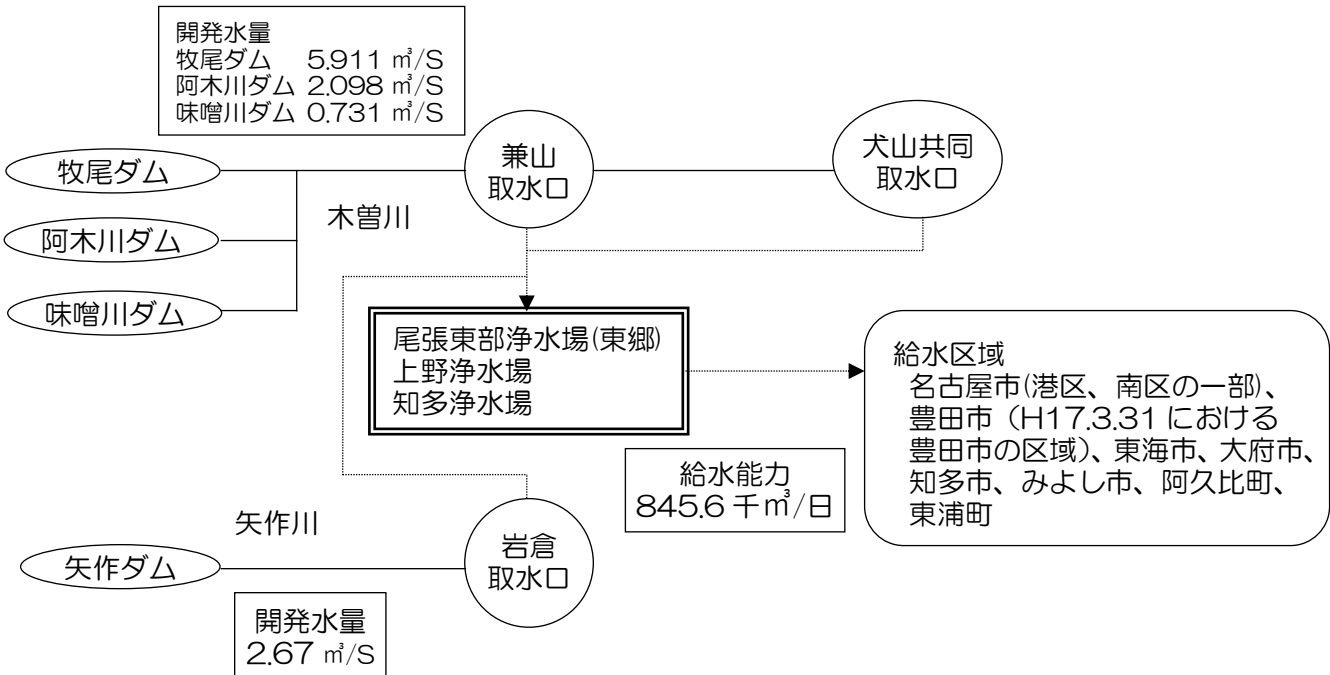 開発水量
牧尾ダム 5.911 ㎥/S
阿木川ダム 2.098 ㎥/S
味噌川ダム 0.731 ㎥/S
牧尾ダム
阿木川ダム
味噌川ダム
木曽川
兼山
取水口
犬山共同
取水口
尾張東部浄水場(東郷)
上野浄水場
知多浄水場
給水能力
845.6 千㎥/日
給水区域
名古屋市(港区、南区の一部)、
豊田市（H17.3.31 における
豊田市の区域)、東海市、大府市、
知多市、みよし市、阿久比町、
東浦町
矢作川
矢作ダム
岩倉
取水口
開発水量
2.67 ㎥/S